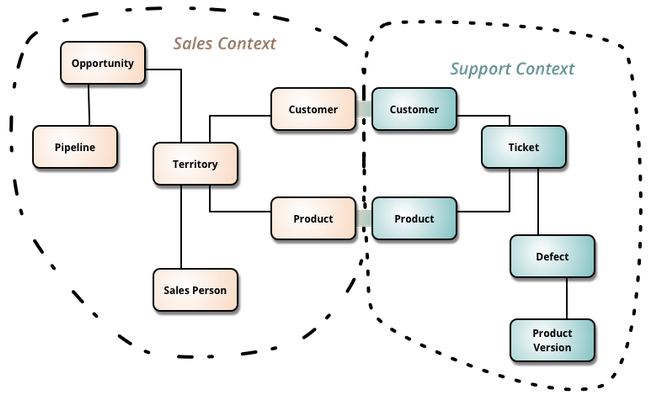 Sales Context
Support Context
Opportunity
Customer
Customer
Pipeline
Territory
Ticket
Product
Product
Defect
Sales Person
Product
Version